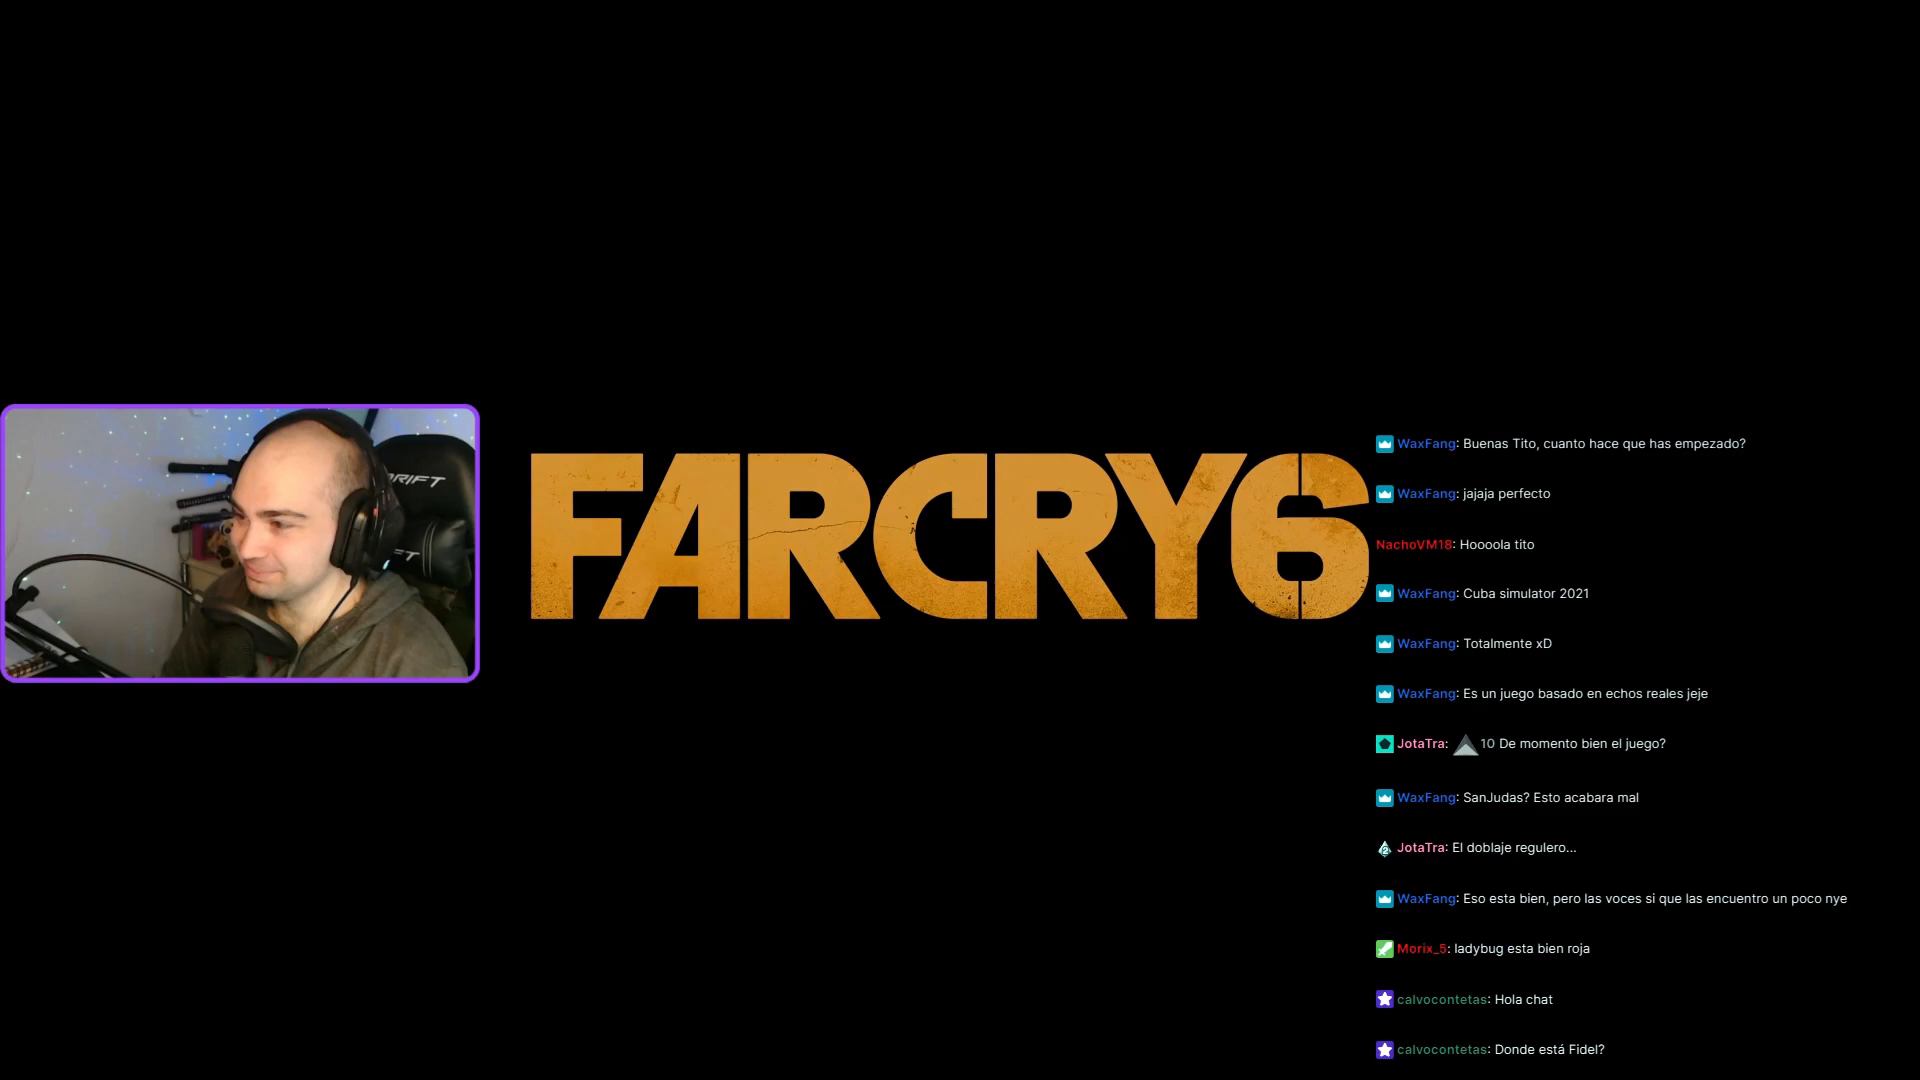 DRIFT
FT
FARCRY6
WaxFang: Buenas Tito, cuanto hace que has empezado?
WaxFang: jajaja perfecto
NachoVM18: Hoooola tito
WaxFang: Cuba simulator 2021
WaxFang: Totalmente xD
WaxFang: Es un juego basado en echos reales jeje
JotaTra: 10 De momento bien el juego?
WaxFang: SanJudas? Esto acabara mal
JotaTra: El doblaje regulero...
WaxFang: Eso esta bien, pero las voces si que las encuentro un poco nye
Morix_5: ladybug esta bien roja
calvocontetas: Hola chat
calvocontetas: Donde está Fidel?